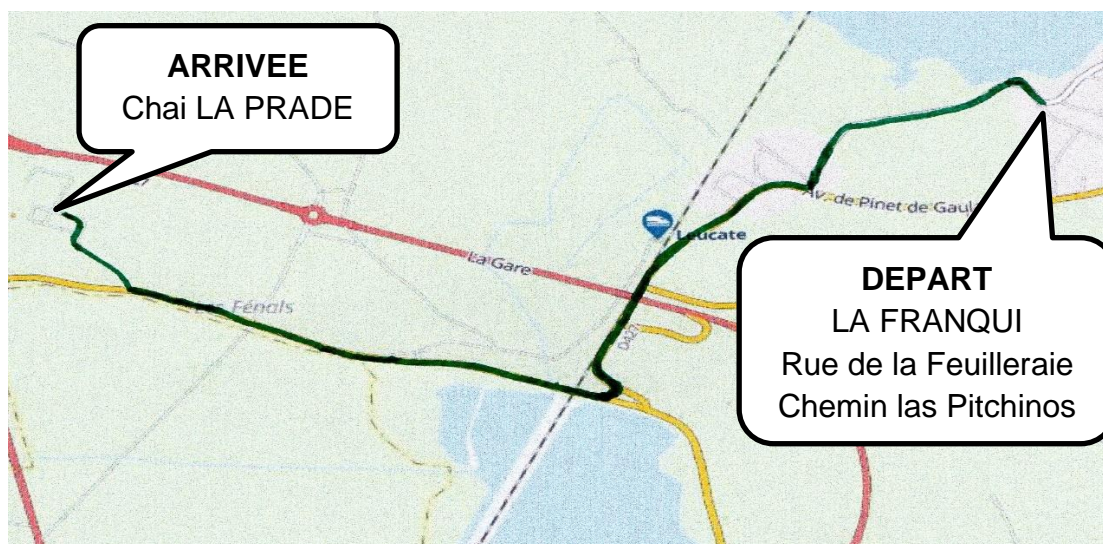 ARRIVEE
Chai LA PRADE
Av. de Pinet de Gaul
Leucate
La Gare
Les Fénals
D427
DEPART
LA FRANQUI
Rue de la Feuilleraie
Chemin las Pitchinos